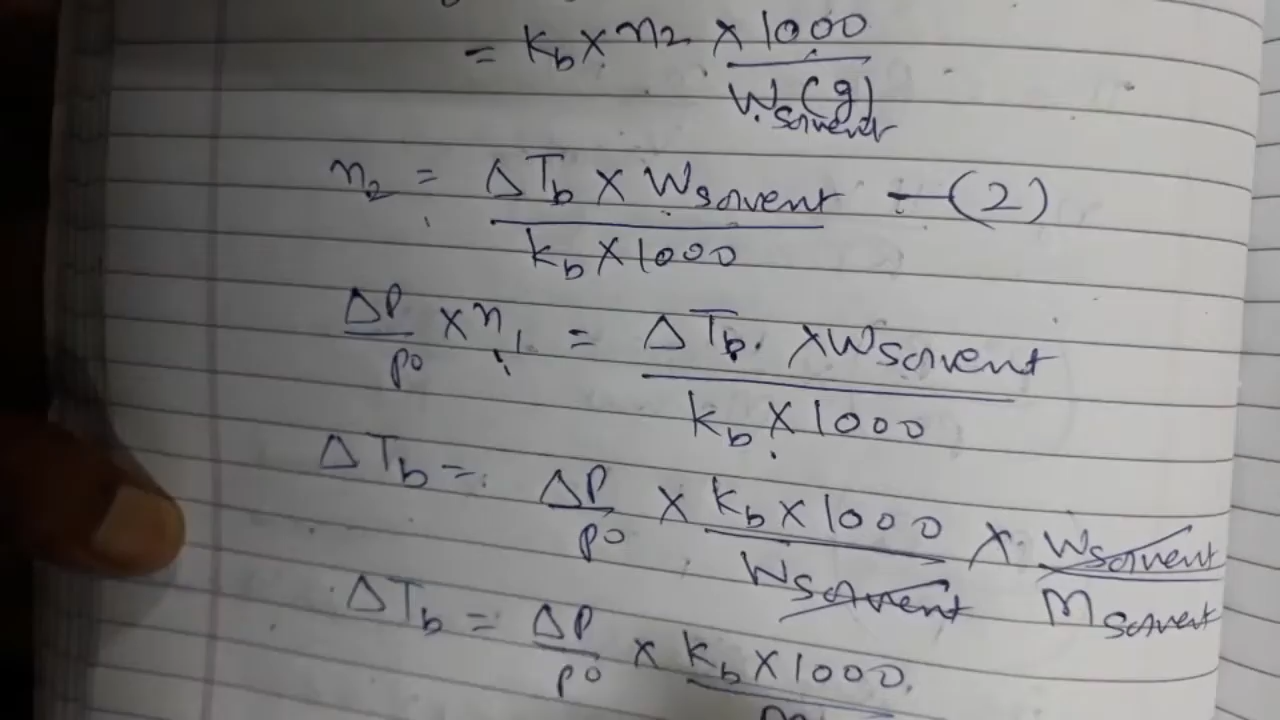 = Kb × n2 × 1000 / W solvent (g)
n2 = ΔTb × Wsolvent / Kb × 1000 — (2)
ΔP / P° × n1 = ΔTb. × Wsolvent / Kb × 1000
ΔTb = ΔP / P° × Kb × 1000 / Wsolvent × Wsolvent / Msolvent
ΔTb = ΔP / P° × Kb × 1000.